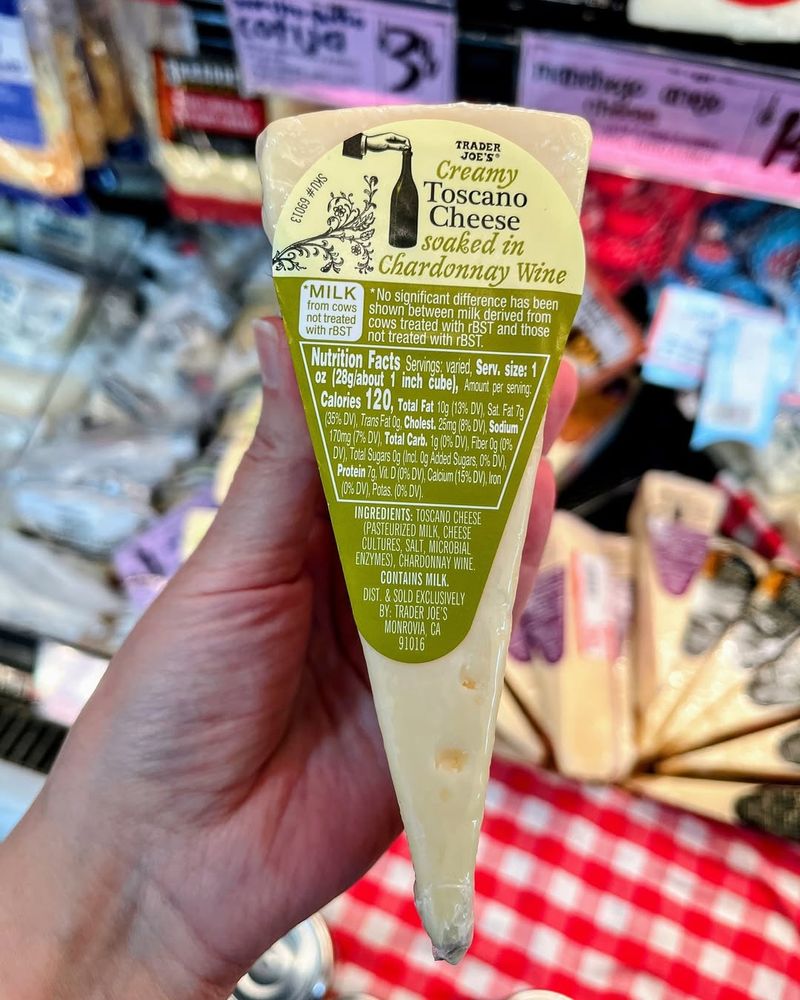 cotija 3
manchego añejo
TRADER
JOE'S®
Creamy
Toscano
Cheese
soaked in
Chardonnay Wine
SKU# 69013
*MILK
from cows
not treated
with rBST
*No significant difference has been
shown between milk derived from
cows treated with rBST and those
not treated with rBST.
Nutrition Facts Servings: varied, Serv. size: 1
oz (28g/about 1 inch cube), Amount per serving:
Calories 120, Total Fat 10g (13% DV), Sat. Fat 7g
(35% DV), Trans Fat 0g, Cholest. 25mg (8% DV), Sodium
170mg (7% DV), Total Carb. 1g (0% DV), Fiber 0g (0%
DV), Total Sugars 0g (Incl. 0g Added Sugars, 0% DV),
Protein 7g, Vit. D (0% DV), Calcium (15% DV), Iron
(0% DV), Potas. (0% DV).
INGREDIENTS: TOSCANO CHEESE
(PASTEURIZED MILK, CHEESE
CULTURES, SALT, MICROBIAL
ENZYMES), CHARDONNAY WINE.
CONTAINS MILK.
DIST. & SOLD EXCLUSIVELY
BY: TRADER JOE'S
MONROVIA, CA
91016